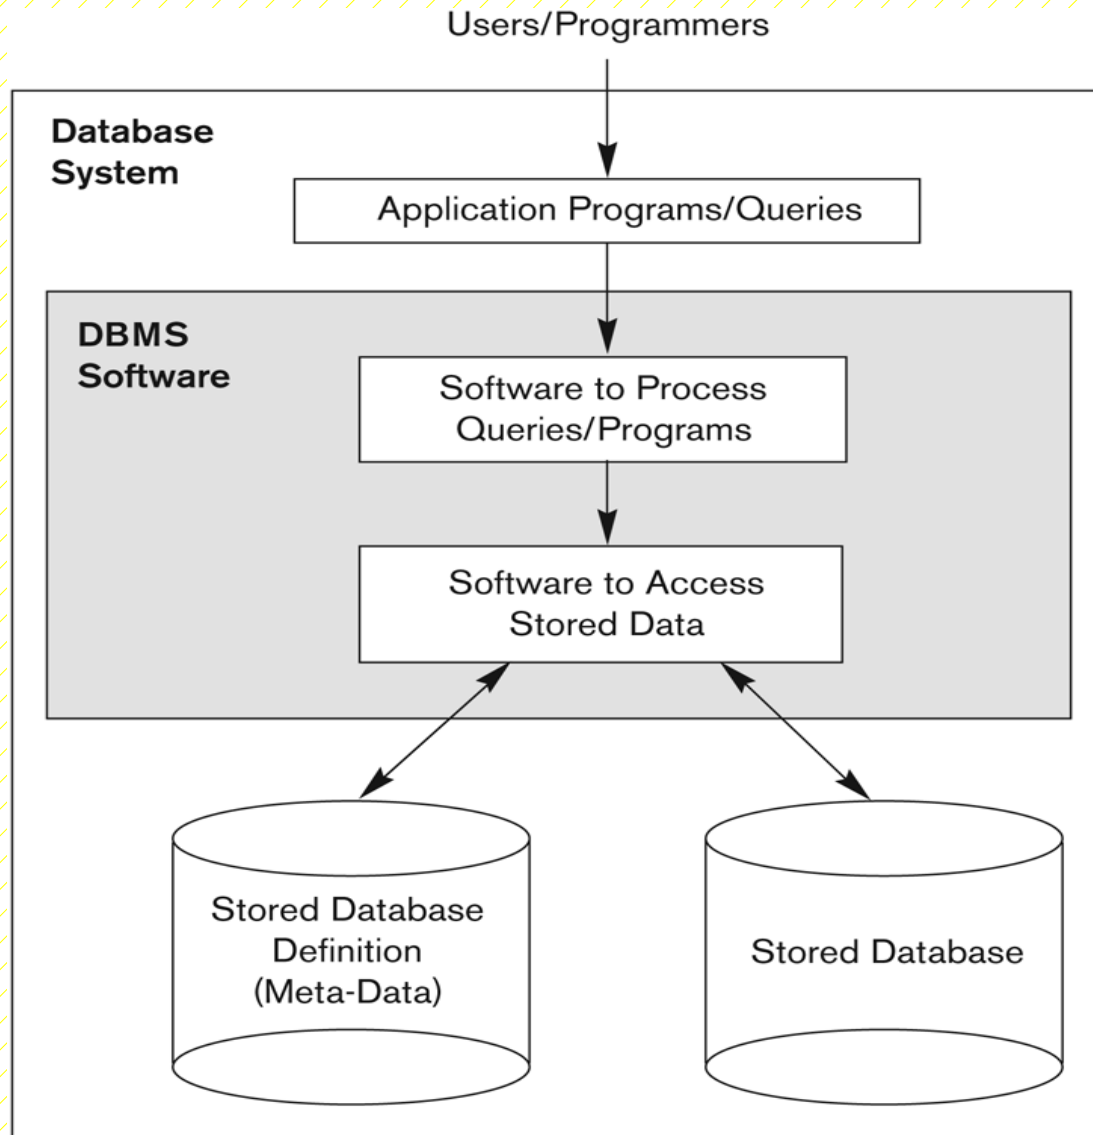 Users/Programmers
Database
System
Application Programs/Queries
DBMS
Software
Software to Process
Queries/Programs
Software to Access
Stored Data
Stored Database
Definition
(Meta-Data)
Stored Database